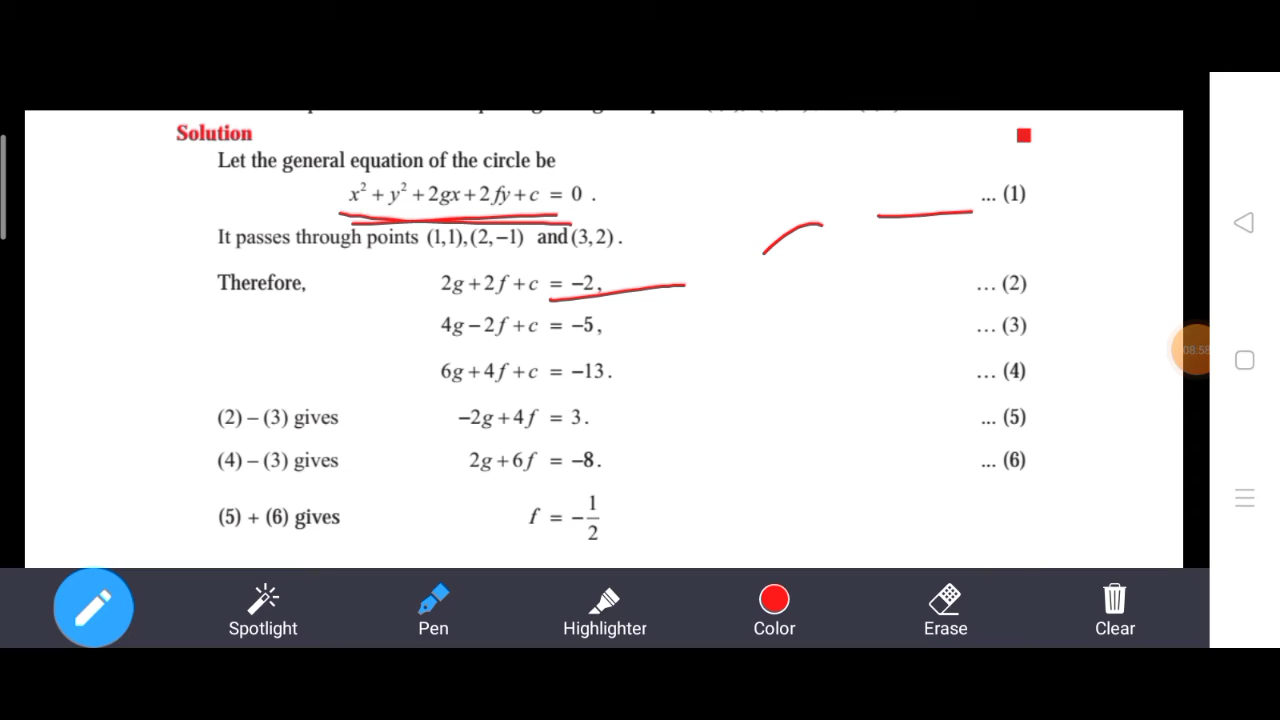 Solution
Let the general equation of the circle be
x² + y² + 2gx + 2fy + c = 0 . ... (1)
It passes through points (1,1), (2,−1) and (3,2) .
Therefore, 2g + 2f + c = −2, ... (2)
4g − 2f + c = −5, ... (3)
6g + 4f + c = −13. ... (4)
(2) − (3) gives −2g + 4f = 3. ... (5)
(4) − (3) gives 2g + 6f = −8. ... (6)
(5) + (6) gives f = −1/2
08:58
Spotlight Pen Highlighter Color Erase Clear